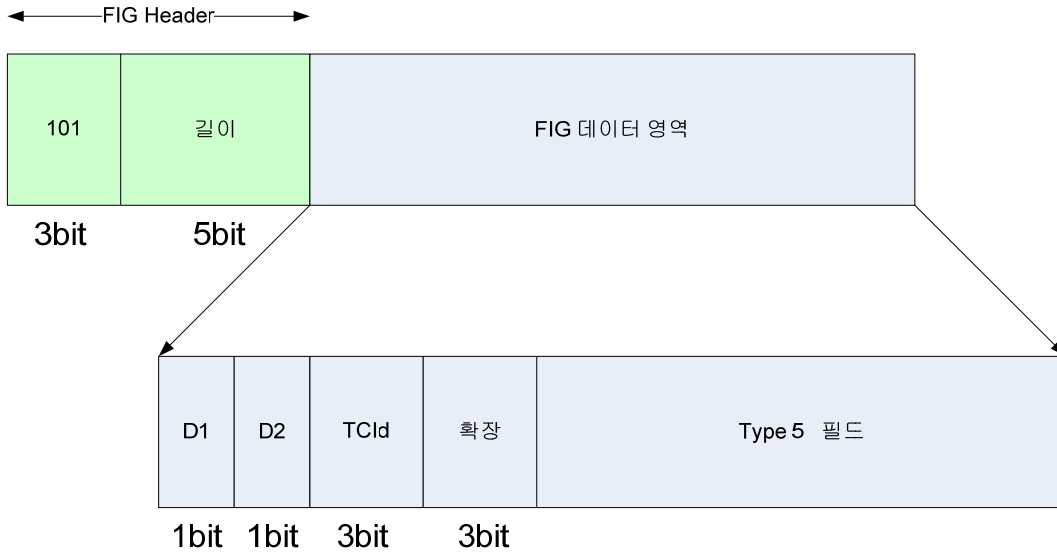 FIG Header
101
길이
FIG 데이터 영역
3bit
5bit
D1
D2
TCId
확장
Type 5 필드
1bit
1bit
3bit
3bit